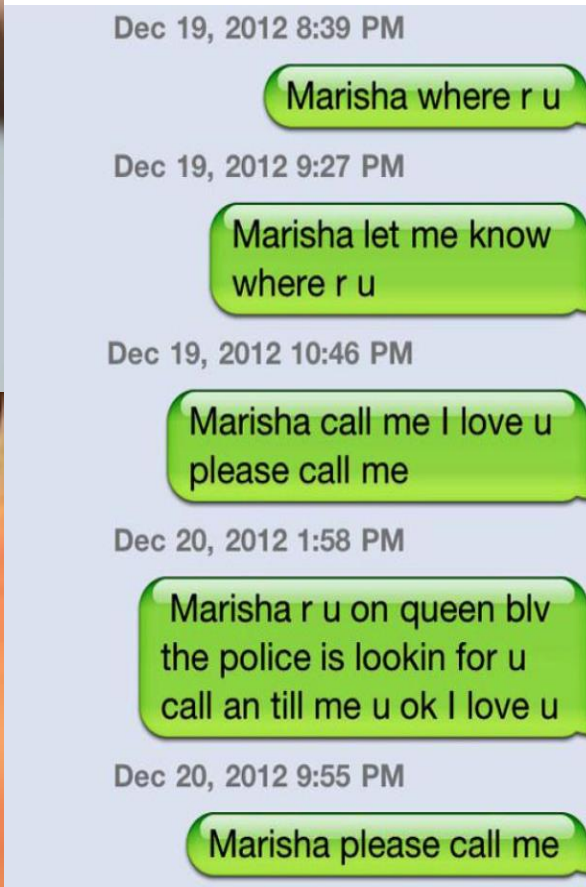 Dec 19, 2012 8:39 PM
Marisha where r u
Dec 19, 2012 9:27 PM
Marisha let me know
where r u
Dec 19, 2012 10:46 PM
Marisha call me I love u
please call me
Dec 20, 2012 1:58 PM
Marisha r u on queen blv
the police is lookin for u
call an till me u ok I love u
Dec 20, 2012 9:55 PM
Marisha please call me